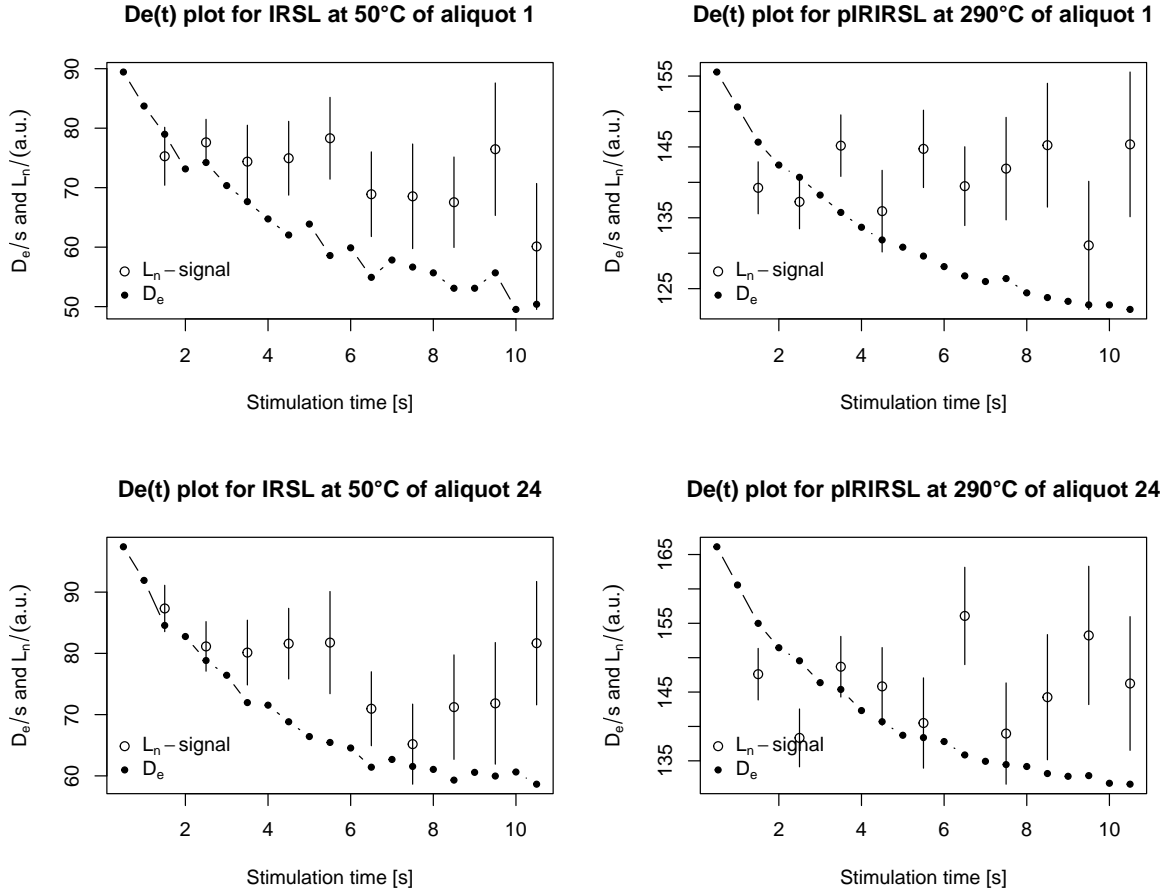 De(t) plot for IRSL at 50°C of aliquot 1
90
80
70
60
50
Dₑ/s and Lₙ/(a.u.)
Lₙ−signal
Dₑ
2 4 6 8 10
Stimulation time [s]
De(t) plot for pIRIRSL at 290°C of aliquot 1
155
145
135
125
Dₑ/s and Lₙ/(a.u.)
Lₙ−signal
Dₑ
2 4 6 8 10
Stimulation time [s]
De(t) plot for IRSL at 50°C of aliquot 24
90
80
70
60
Dₑ/s and Lₙ/(a.u.)
Lₙ−signal
Dₑ
2 4 6 8 10
Stimulation time [s]
De(t) plot for pIRIRSL at 290°C of aliquot 24
165
155
145
135
Dₑ/s and Lₙ/(a.u.)
Lₙ−signal
Dₑ
2 4 6 8 10
Stimulation time [s]